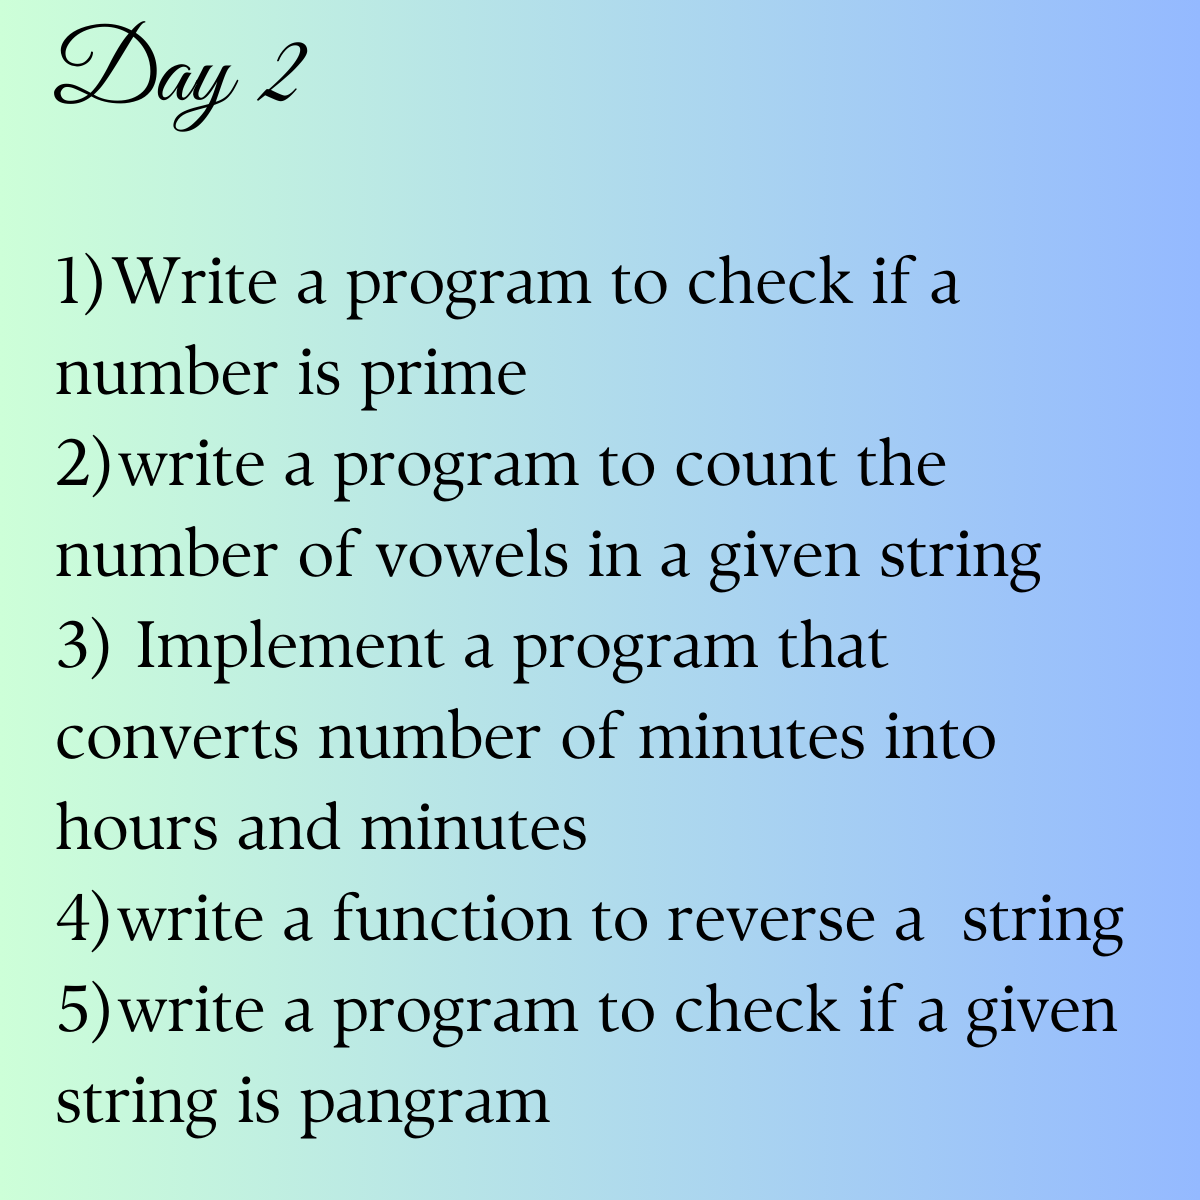 Day 2
1)Write a program to check if a
number is prime
2)write a program to count the
number of vowels in a given string
3) Implement a program that
converts number of minutes into
hours and minutes
4)write a function to reverse a  string
5)write a program to check if a given
string is pangram